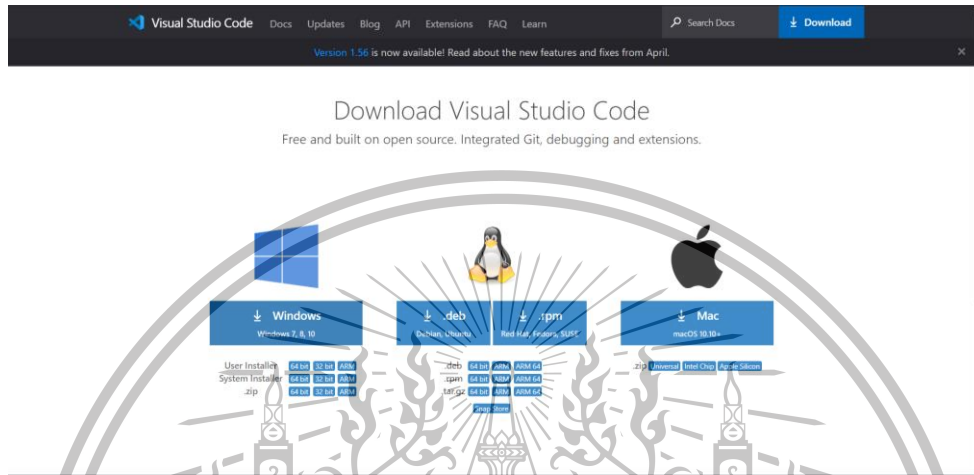 Visual Studio Code Docs Updates Blog API Extensions FAQ Learn Search Docs Download
Version 1.56 is now available! Read about the new features and fixes from April.
Download Visual Studio Code
Free and built on open source. Integrated Git, debugging and extensions.
Windows
Windows 7, 8, 10
.deb
Debian, Ubuntu
.rpm
Red Hat, Fedora, SUSE
Mac
macOS 10.10+
User Installer 64 bit 32 bit ARM
System Installer 64 bit 32 bit ARM
.zip 64 bit 32 bit ARM
.deb 64 bit ARM ARM 64
.rpm 64 bit ARM ARM 64
.tar.gz 64 bit ARM ARM 64
Snap Store
.zip Universal Intel Chip Apple Silicon